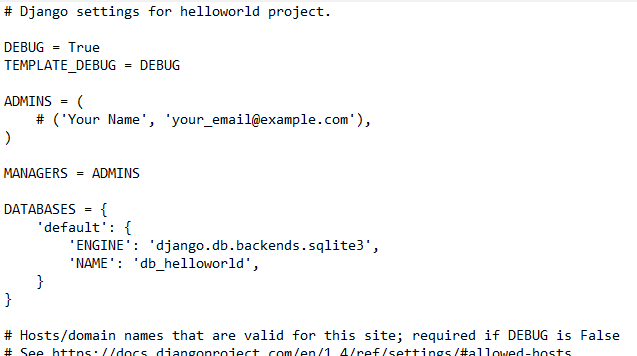 # Django settings for helloworld project.
DEBUG = True
TEMPLATE_DEBUG = DEBUG
ADMINS = (
    # ('Your Name', 'your_email@example.com'),
)
MANAGERS = ADMINS
DATABASES = {
    'default': {
        'ENGINE': 'django.db.backends.sqlite3',
        'NAME': 'db_helloworld',
    }
}
# Hosts/domain names that are valid for this site; required if DEBUG is False
# See https://docs.djangoproject.com/en/1.4/ref/settings/#allowed-hosts